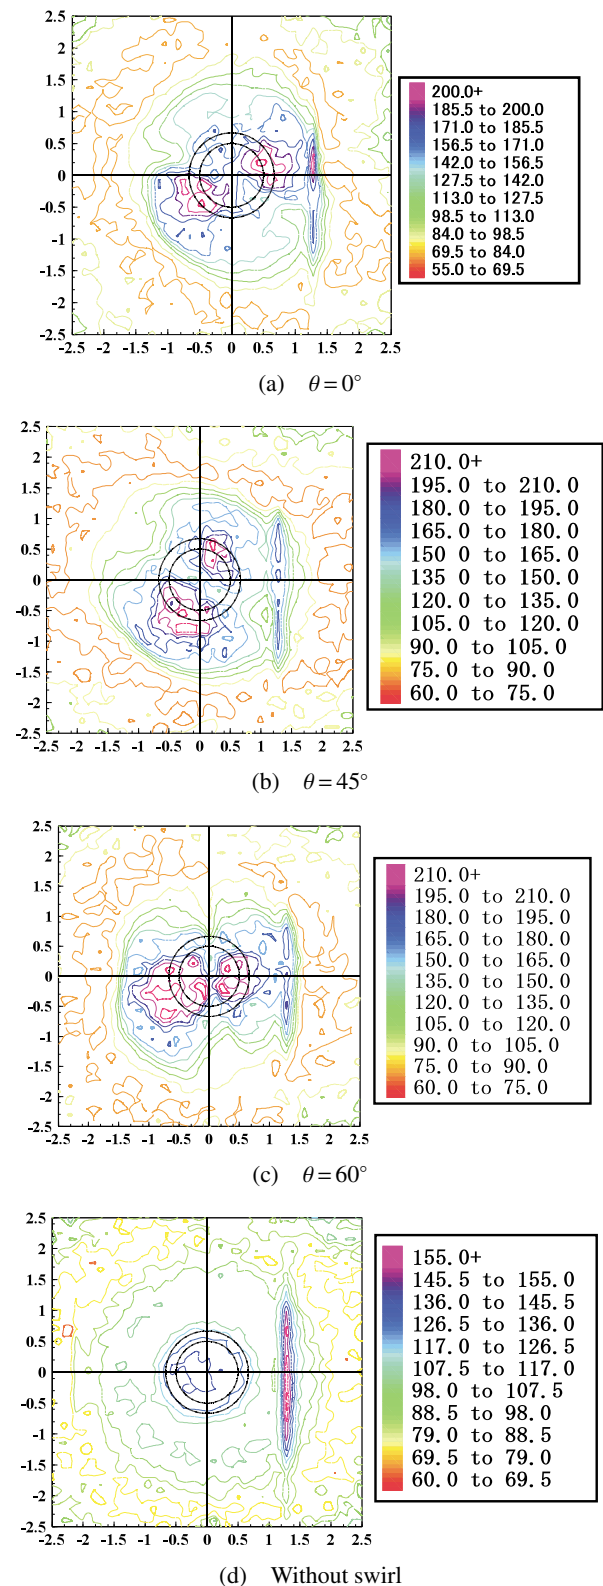 2.5
2
1.5
1
0.5
0
-0.5
-1
-1.5
-2
-2.5
-2.5 -2 -1.5 -1 -0.5 0 0.5 1 1.5 2 2.5
200.0+
185.5 to 200.0
171.0 to 185.5
156.5 to 171.0
142.0 to 156.5
127.5 to 142.0
113.0 to 127.5
98.5 to 113.0
84.0 to 98.5
69.5 to 84.0
55.0 to 69.5
(a) θ=0°
2.5
2
1.5
1
0.5
0
-0.5
-1
-1.5
-2
-2.5
-2.5 -2 -1.5 -1 -0.5 0 0.5 1 1.5 2 2.5
210.0+
195.0 to 210.0
180.0 to 195.0
165.0 to 180.0
150 0 to 165.0
135 0 to 150.0
120.0 to 135.0
105.0 to 120.0
90.0 to 105.0
75.0 to 90.0
60.0 to 75.0
(b) θ=45°
2.5
2
1.5
1
0.5
0
-0.5
-1
-1.5
-2
-2.5
-2.5 -2 -1.5 -1 -0.5 0 0.5 1 1.5 2 2.5
210.0+
195.0 to 210.0
180.0 to 195.0
165.0 to 180.0
150.0 to 165.0
135.0 to 150.0
120.0 to 135.0
105.0 to 120.0
90.0 to 105.0
75.0 to 90.0
60.0 to 75.0
(c) θ=60°
2.5
2
1.5
1
0.5
0
-0.5
-1
-1.5
-2
-2.5
-2.5 -2 -1.5 -1 -0.5 0 0.5 1 1.5 2 2.5
155.0+
145.5 to 155.0
136.0 to 145.5
126.5 to 136.0
117.0 to 126.5
107.5 to 117.0
98.0 to 107.5
88.5 to 98.0
79.0 to 88.5
69.5 to 79.0
60.0 to 69.5
(d) Without swirl